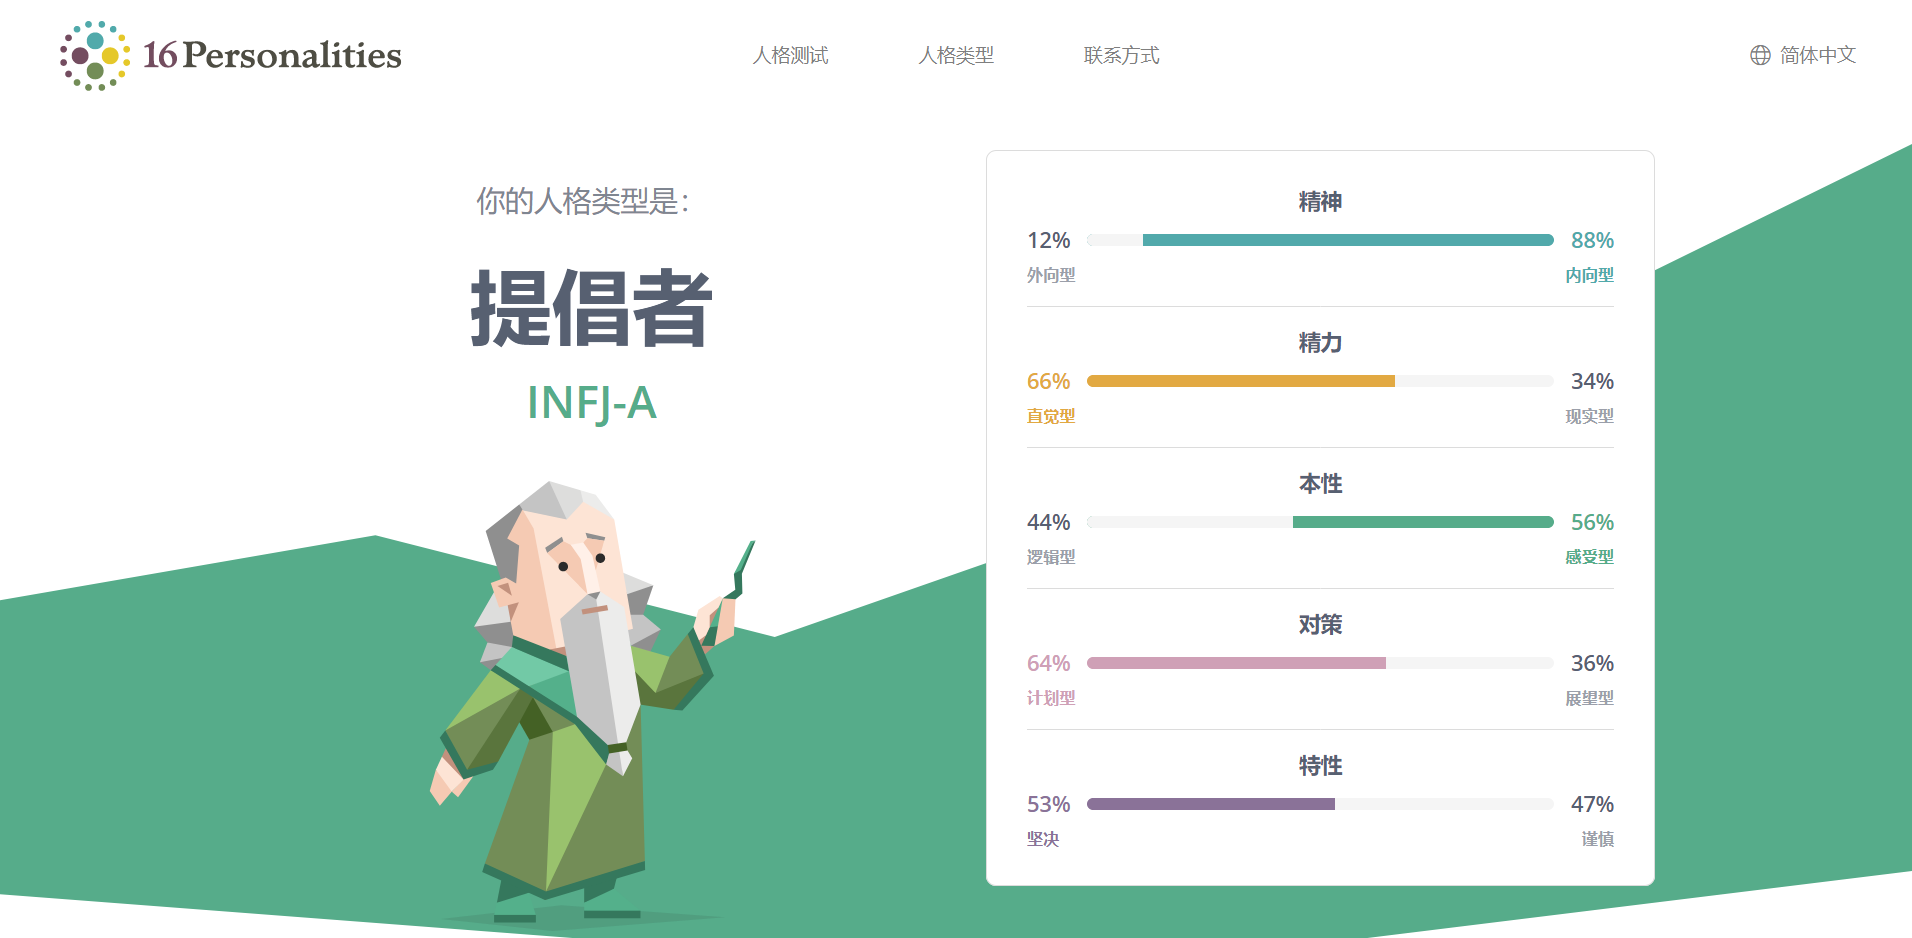 16Personalities
人格测试
人格类型
联系方式
简体中文
你的人格类型是：
提倡者
INFJ-A
精神
12%
88%
外向型
内向型
精力
66%
34%
直觉型
现实型
本性
44%
56%
逻辑型
感受型
对策
64%
36%
计划型
展望型
特性
53%
47%
坚决
谨慎